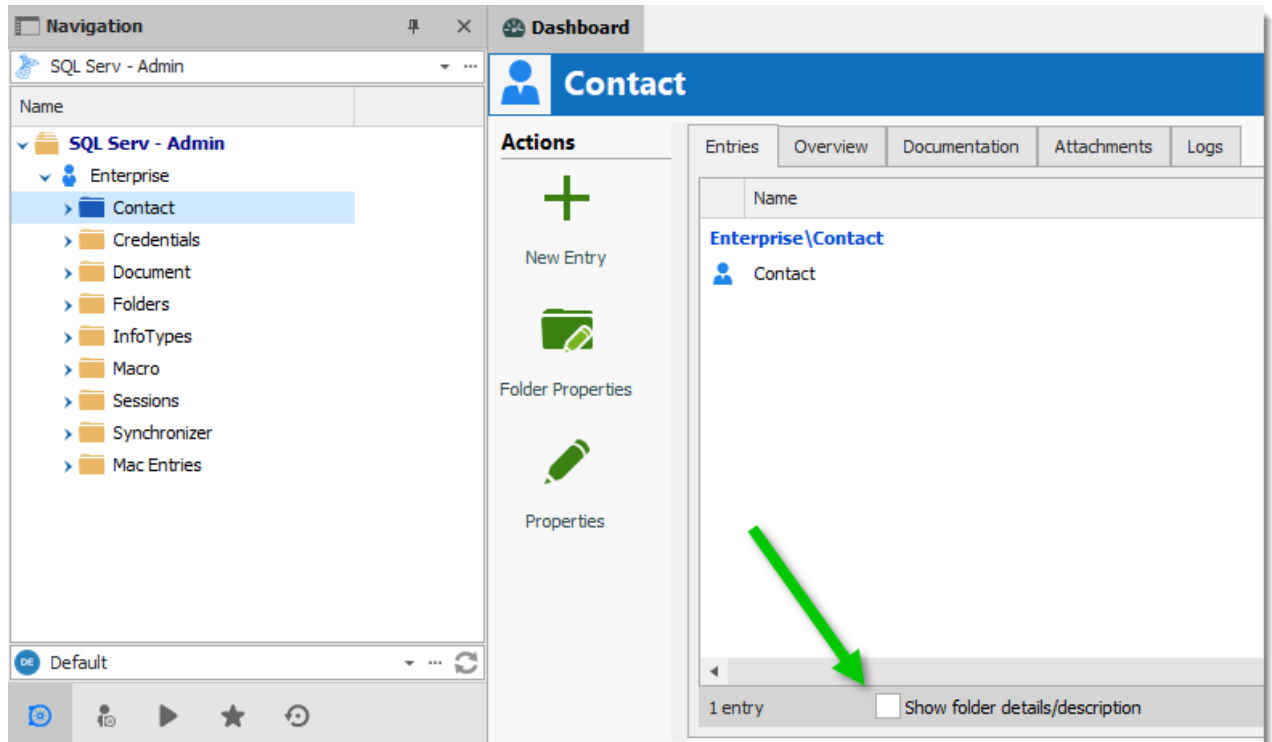 Navigation
SQL Serv - Admin
Name
SQL Serv - Admin
Enterprise
Contact
Credentials
Document
Folders
InfoTypes
Macro
Sessions
Synchronizer
Mac Entries
DE Default
Dashboard
Contact
Actions
New Entry
Folder Properties
Properties
Entries Overview Documentation Attachments Logs
Name
Enterprise\Contact
Contact
1 entry Show folder details/description